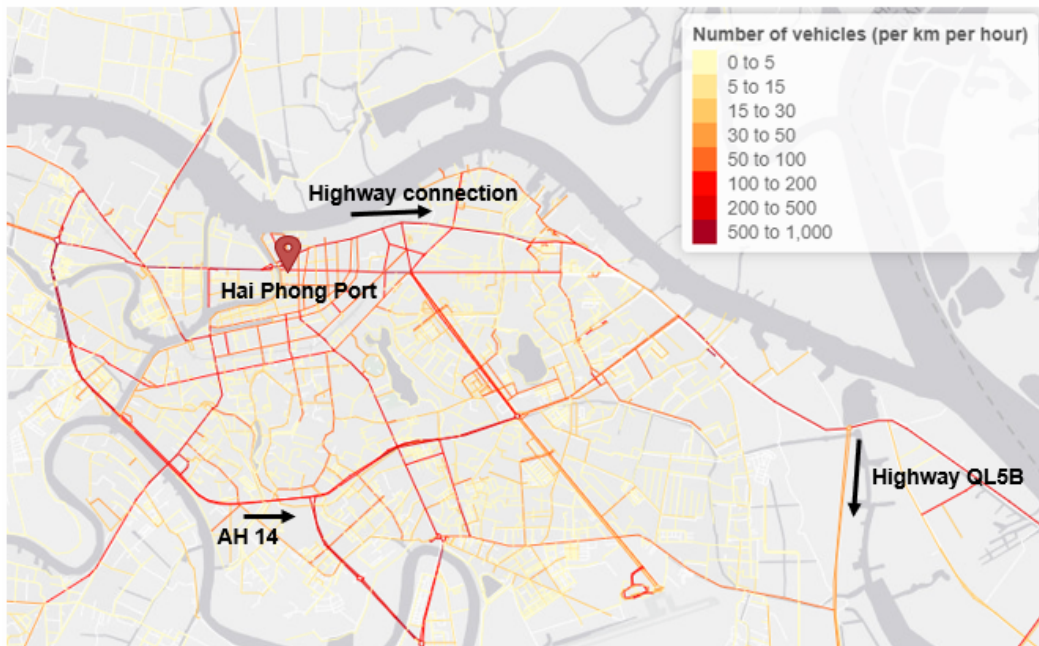 Number of vehicles (per km per hour)
0 to 5
5 to 15
15 to 30
30 to 50
50 to 100
100 to 200
200 to 500
500 to 1,000
Highway connection
Hai Phong Port
Highway QL5B
AH 14